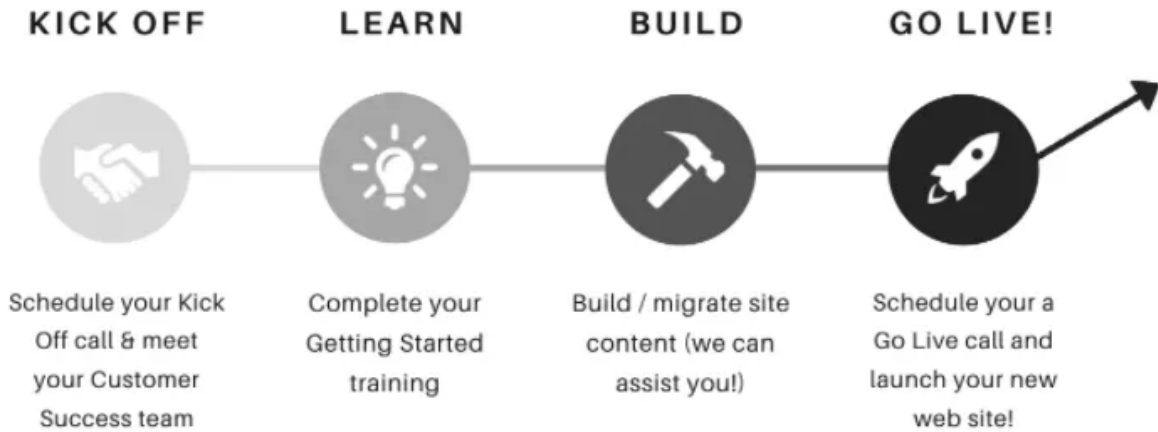 KICK OFF
LEARN
BUILD
GO LIVE!
Schedule your Kick
Off call & meet
your Customer
Success team
Complete your
Getting Started
training
Build / migrate site
content (we can
assist you!)
Schedule your a
Go Live call and
launch your new
web site!